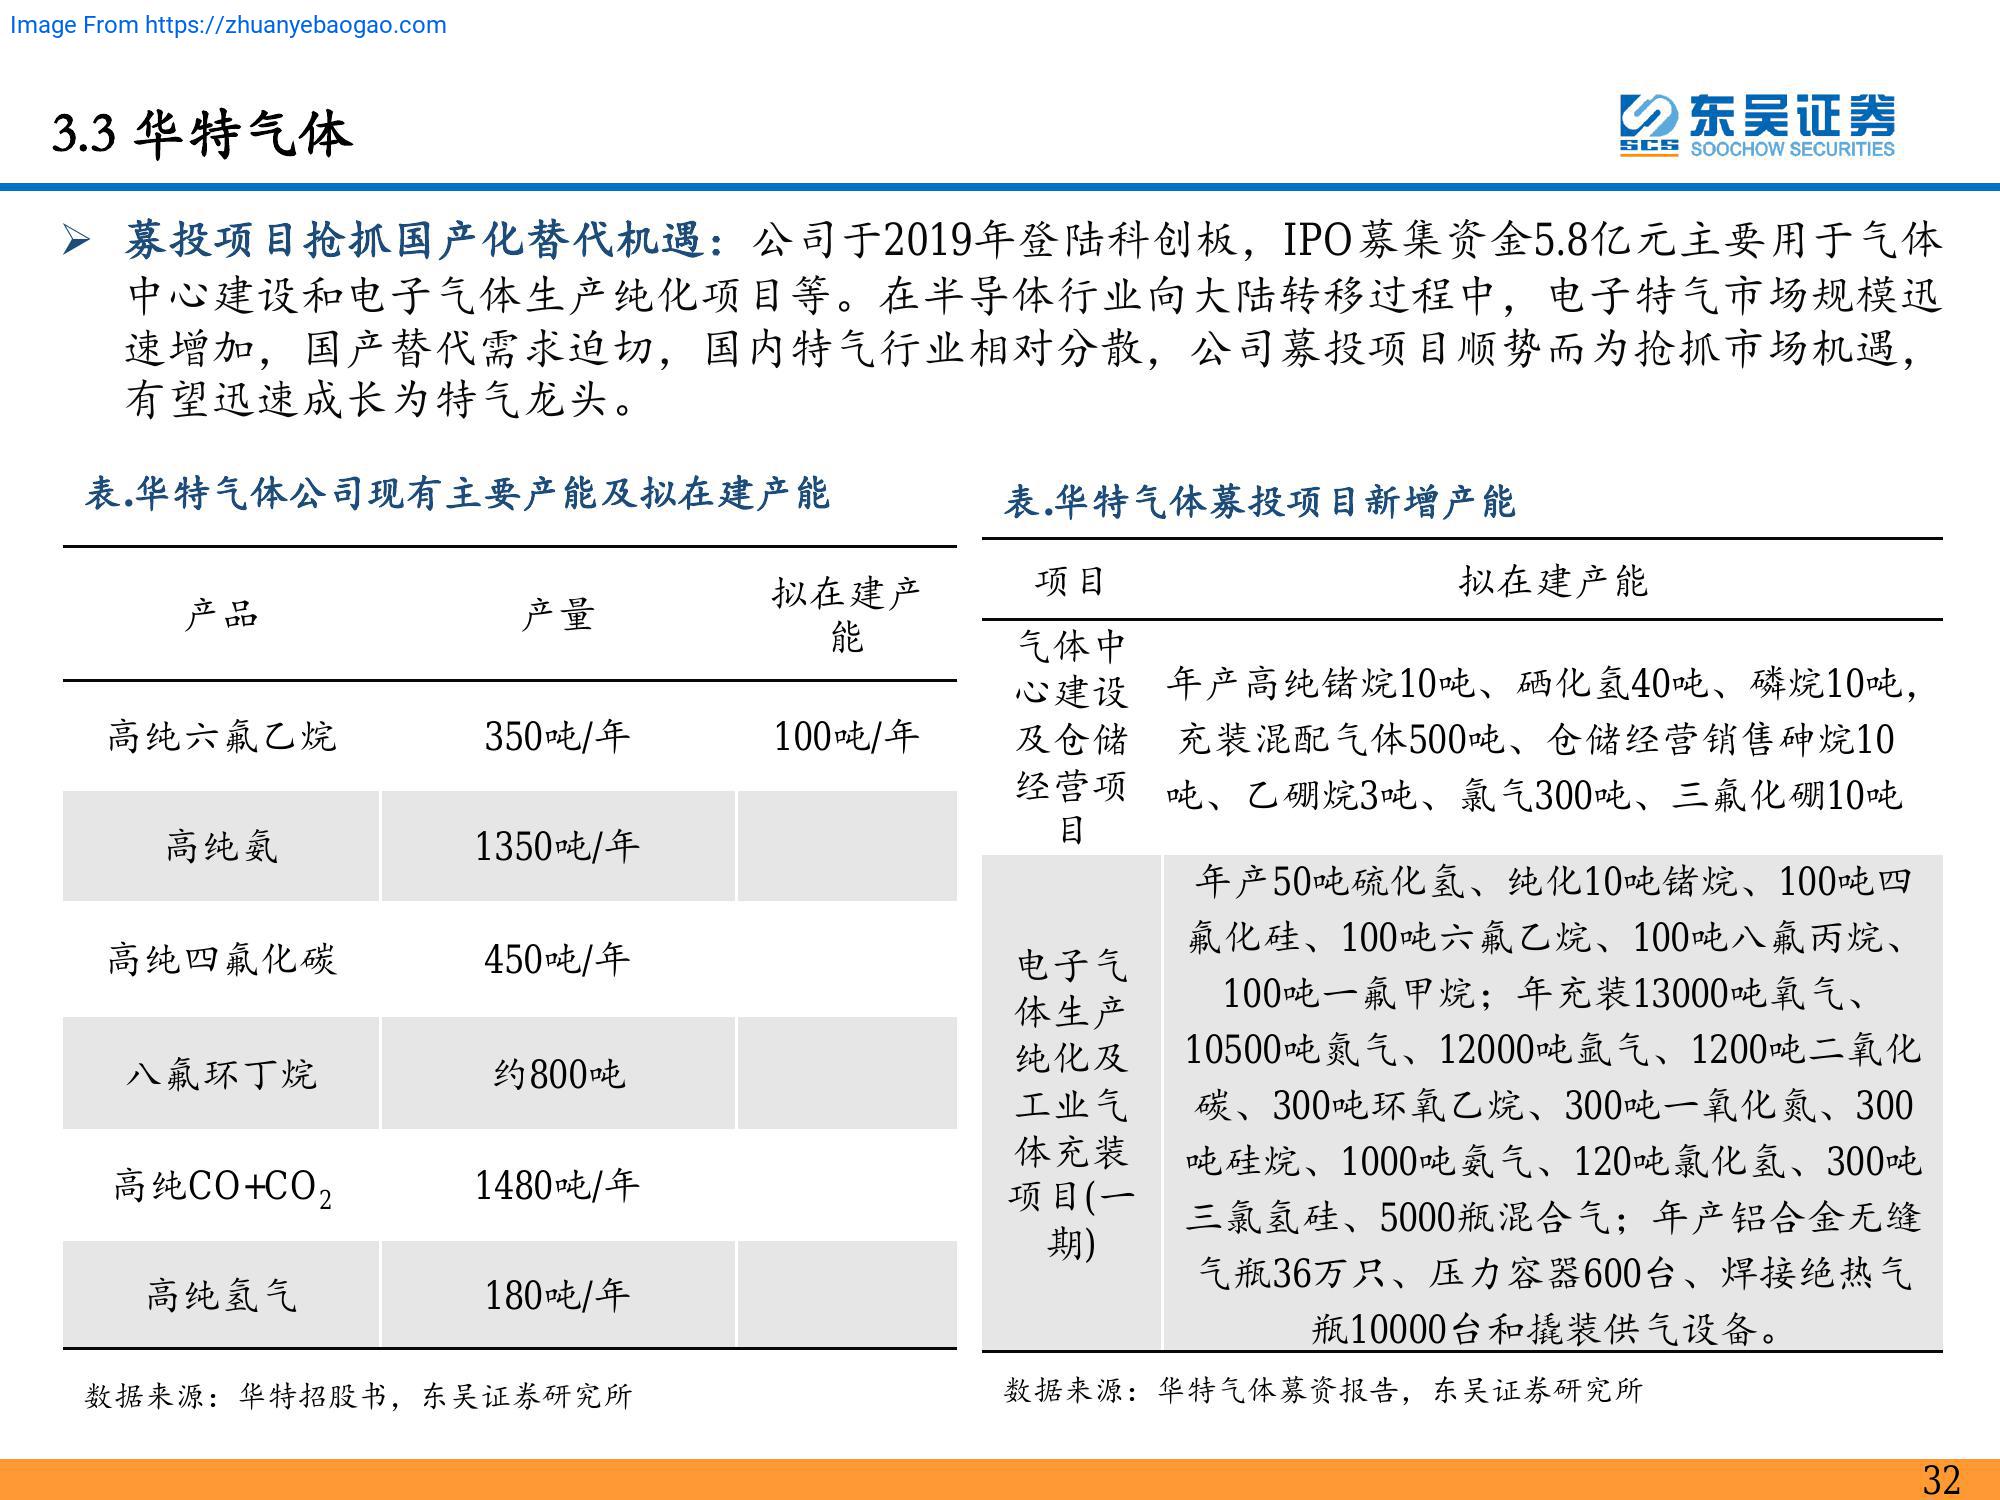 Image From https://zhuanyebaogao.com
3.3 华特气体
东吴证券
SCS
SOOCHOW SECURITIES
募投项目抢抓国产化替代机遇：公司于2019年登陆科创板，IPO募集资金5.8亿元主要用于气体
中心建设和电子气体生产纯化项目等。在半导体行业向大陆转移过程中，电子特气市场规模迅
速增加，国产替代需求迫切，国内特气行业相对分散，公司募投项目顺势而为抢抓市场机遇，
有望迅速成长为特气龙头。
表.华特气体公司现有主要产能及拟在建产能
产品 产量 拟在建产
能
高纯六氟乙烷 350吨/年 100吨/年
高纯氨 1350吨/年
高纯四氟化碳 450吨/年
八氟环丁烷 约800吨
高纯CO+CO2 1480吨/年
高纯氢气 180吨/年
数据来源：华特招股书，东吴证券研究所
表.华特气体募投项目新增产能
项目 拟在建产能
气体中
心建设
及仓储
经营项
目
年产高纯锗烷10吨、硒化氢40吨、磷烷10吨，
充装混配气体500吨、仓储经营销售砷烷10
吨、乙硼烷3吨、氯气300吨、三氟化硼10吨
电子气
体生产
纯化及
工业气
体充装
项目(一
期)
年产50吨硫化氢、纯化10吨锗烷、100吨四
氟化硅、100吨六氟乙烷、100吨八氟丙烷、
100吨一氟甲烷；年充装13000吨氧气、
10500吨氮气、12000吨氩气、1200吨二氧化
碳、300吨环氧乙烷、300吨一氧化氮、300
吨硅烷、1000吨氨气、120吨氯化氢、300吨
三氯氢硅、5000瓶混合气；年产铝合金无缝
气瓶36万只、压力容器600台、焊接绝热气
瓶10000台和撬装供气设备。
数据来源：华特气体募资报告，东吴证券研究所
32